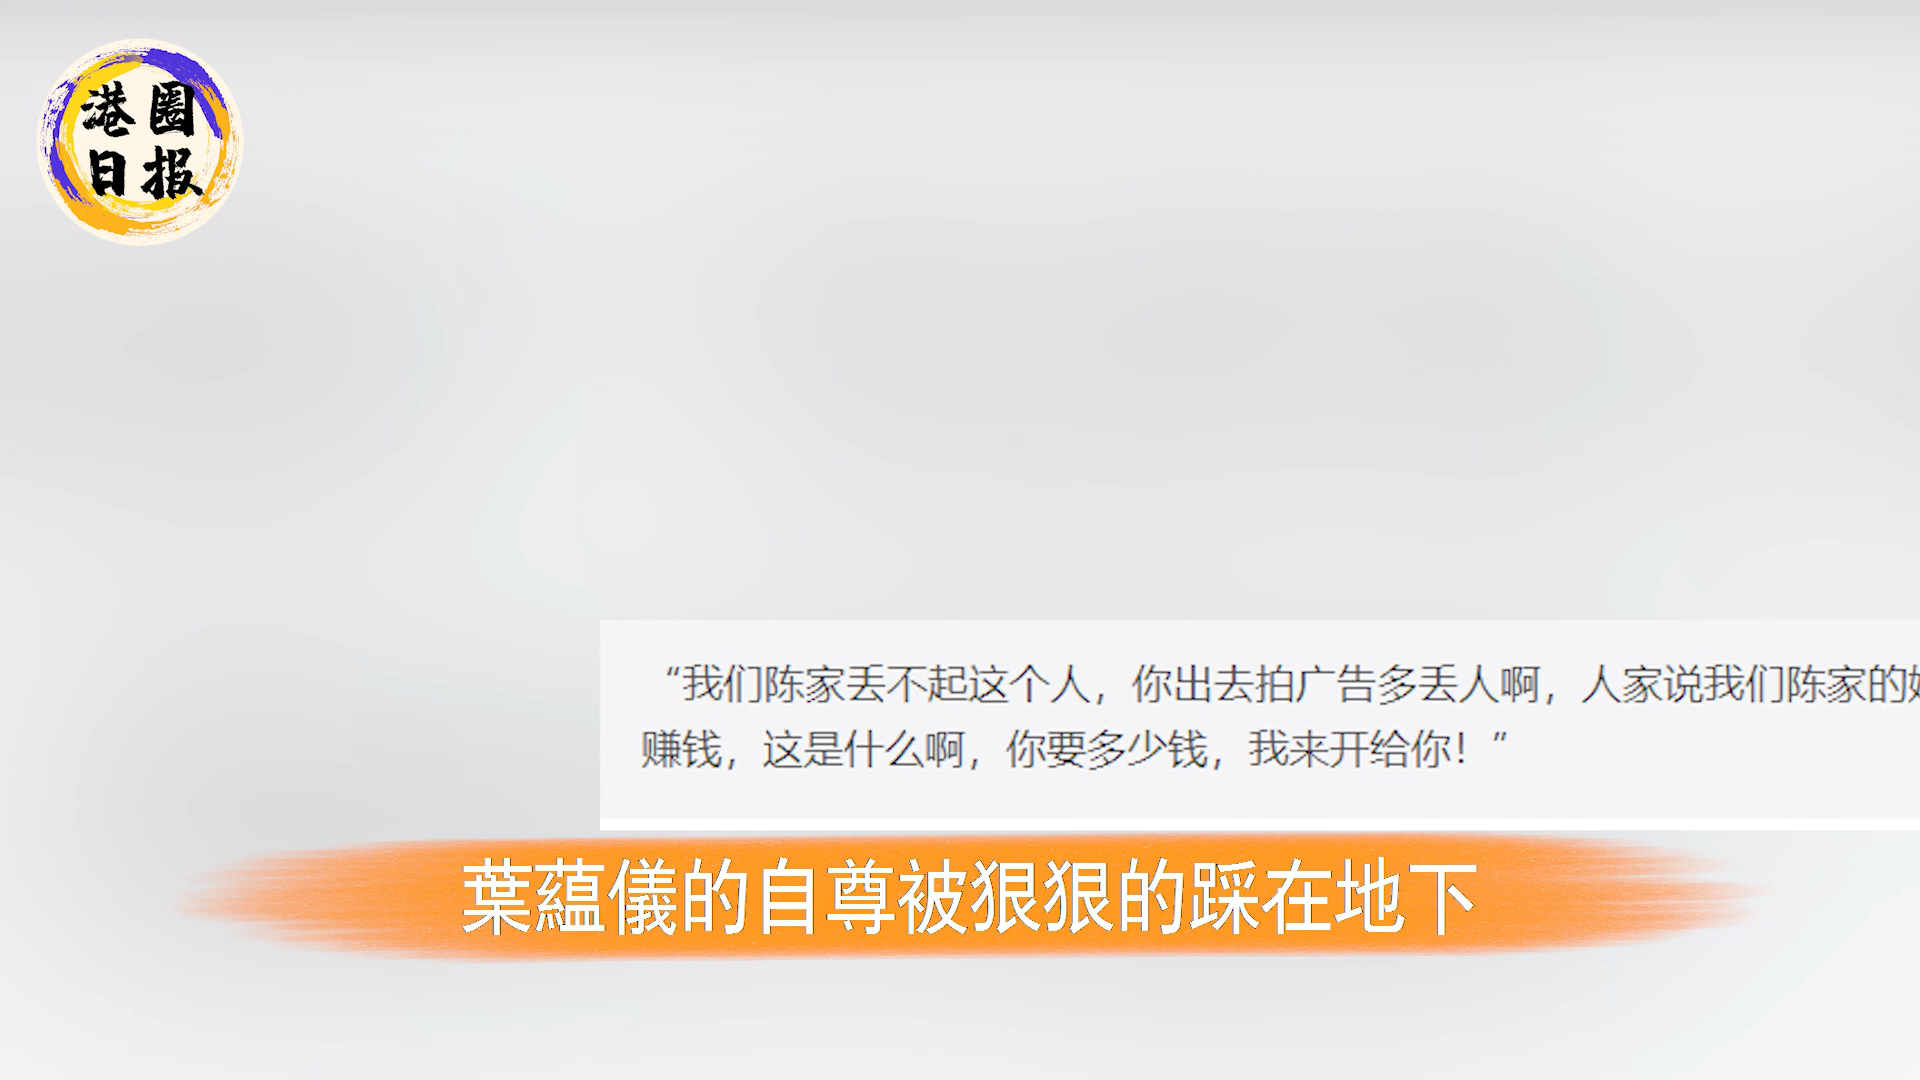 港圈
日报
“我们陈家丢不起这个人，你出去拍广告多丢人啊，人家说我们陈家的
赚钱，这是什么啊，你要多少钱，我来开给你！”
葉蘊儀的自尊被狠狠的踩在地下